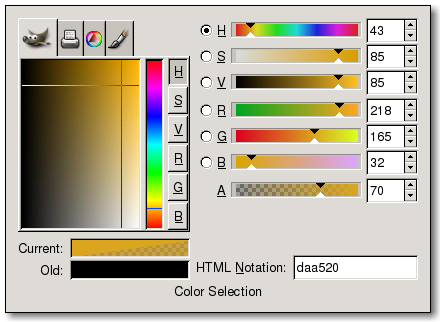 H 43
S 85
V 85
R 218
G 165
B 32
A 70
H
S
V
R
G
B
Current:
Old:
HTML Notation: daa520
Color Selection